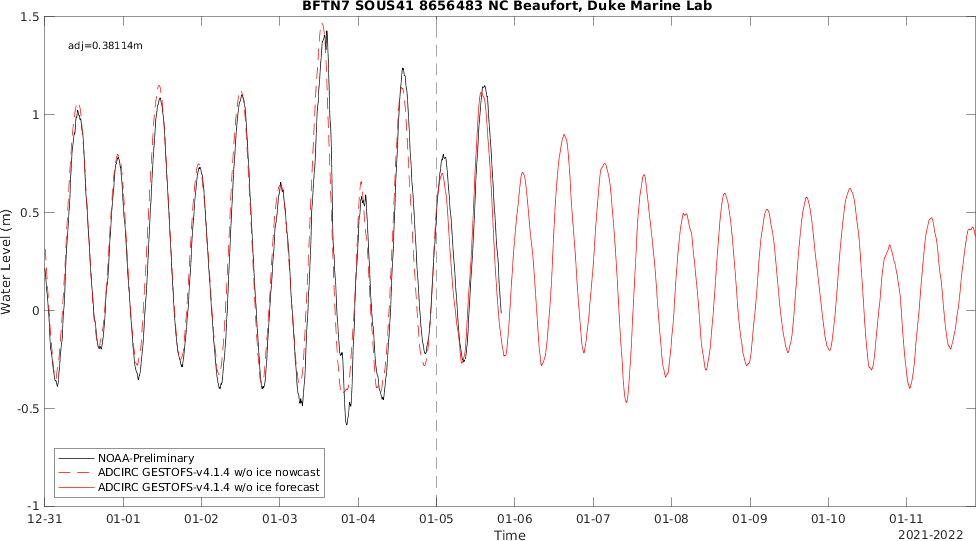 BFTN7 SOUS41 8656483 NC Beaufort, Duke Marine Lab
adj=0.38114m
1.5
1
0.5
0
-0.5
-1
Water Level (m)
NOAA-Preliminary
ADCIRC GESTOFS-v4.1.4 w/o ice nowcast
ADCIRC GESTOFS-v4.1.4 w/o ice forecast
12-31 01-01 01-02 01-03 01-04 01-05 01-06 01-07 01-08 01-09 01-10 01-11
Time
2021-2022